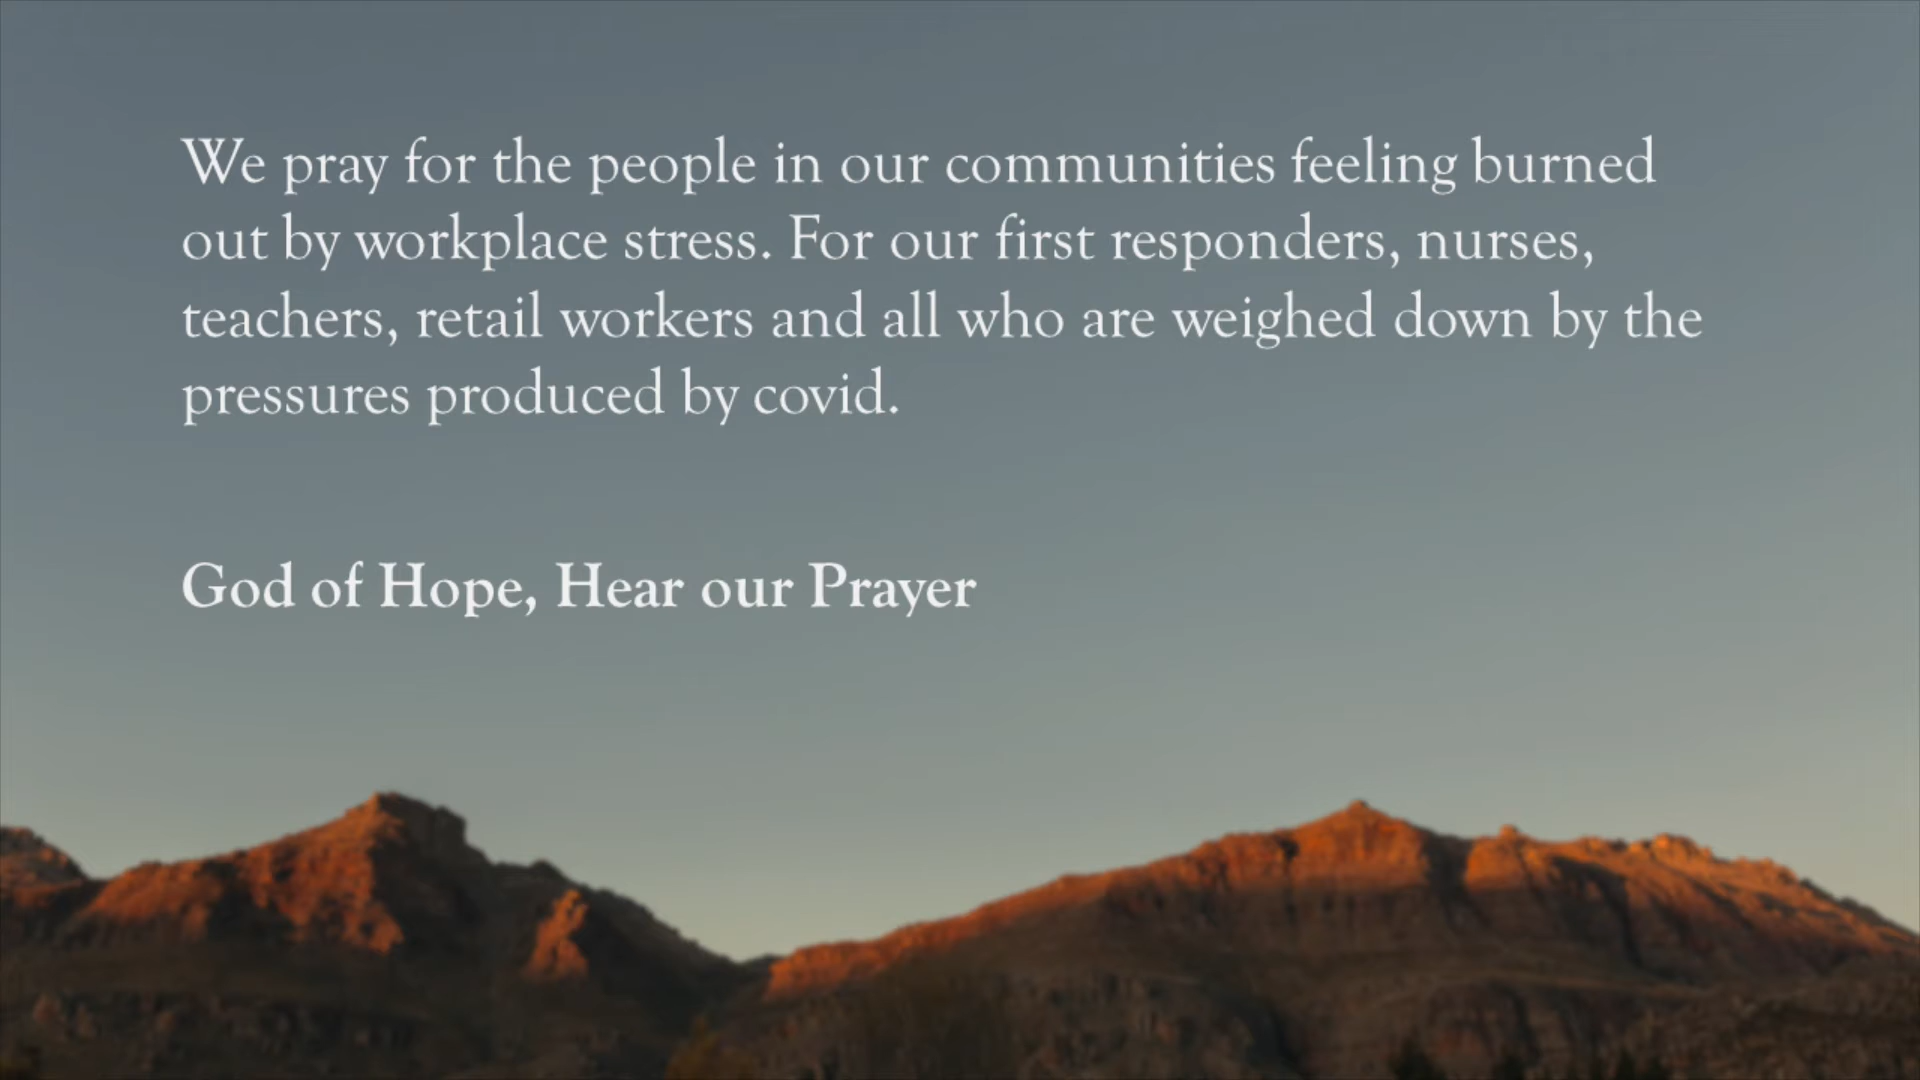 We pray for the people in our communities feeling burned
out by workplace stress. For our first responders, nurses,
teachers, retail workers and all who are weighed down by the
pressures produced by covid.
God of Hope, Hear our Prayer